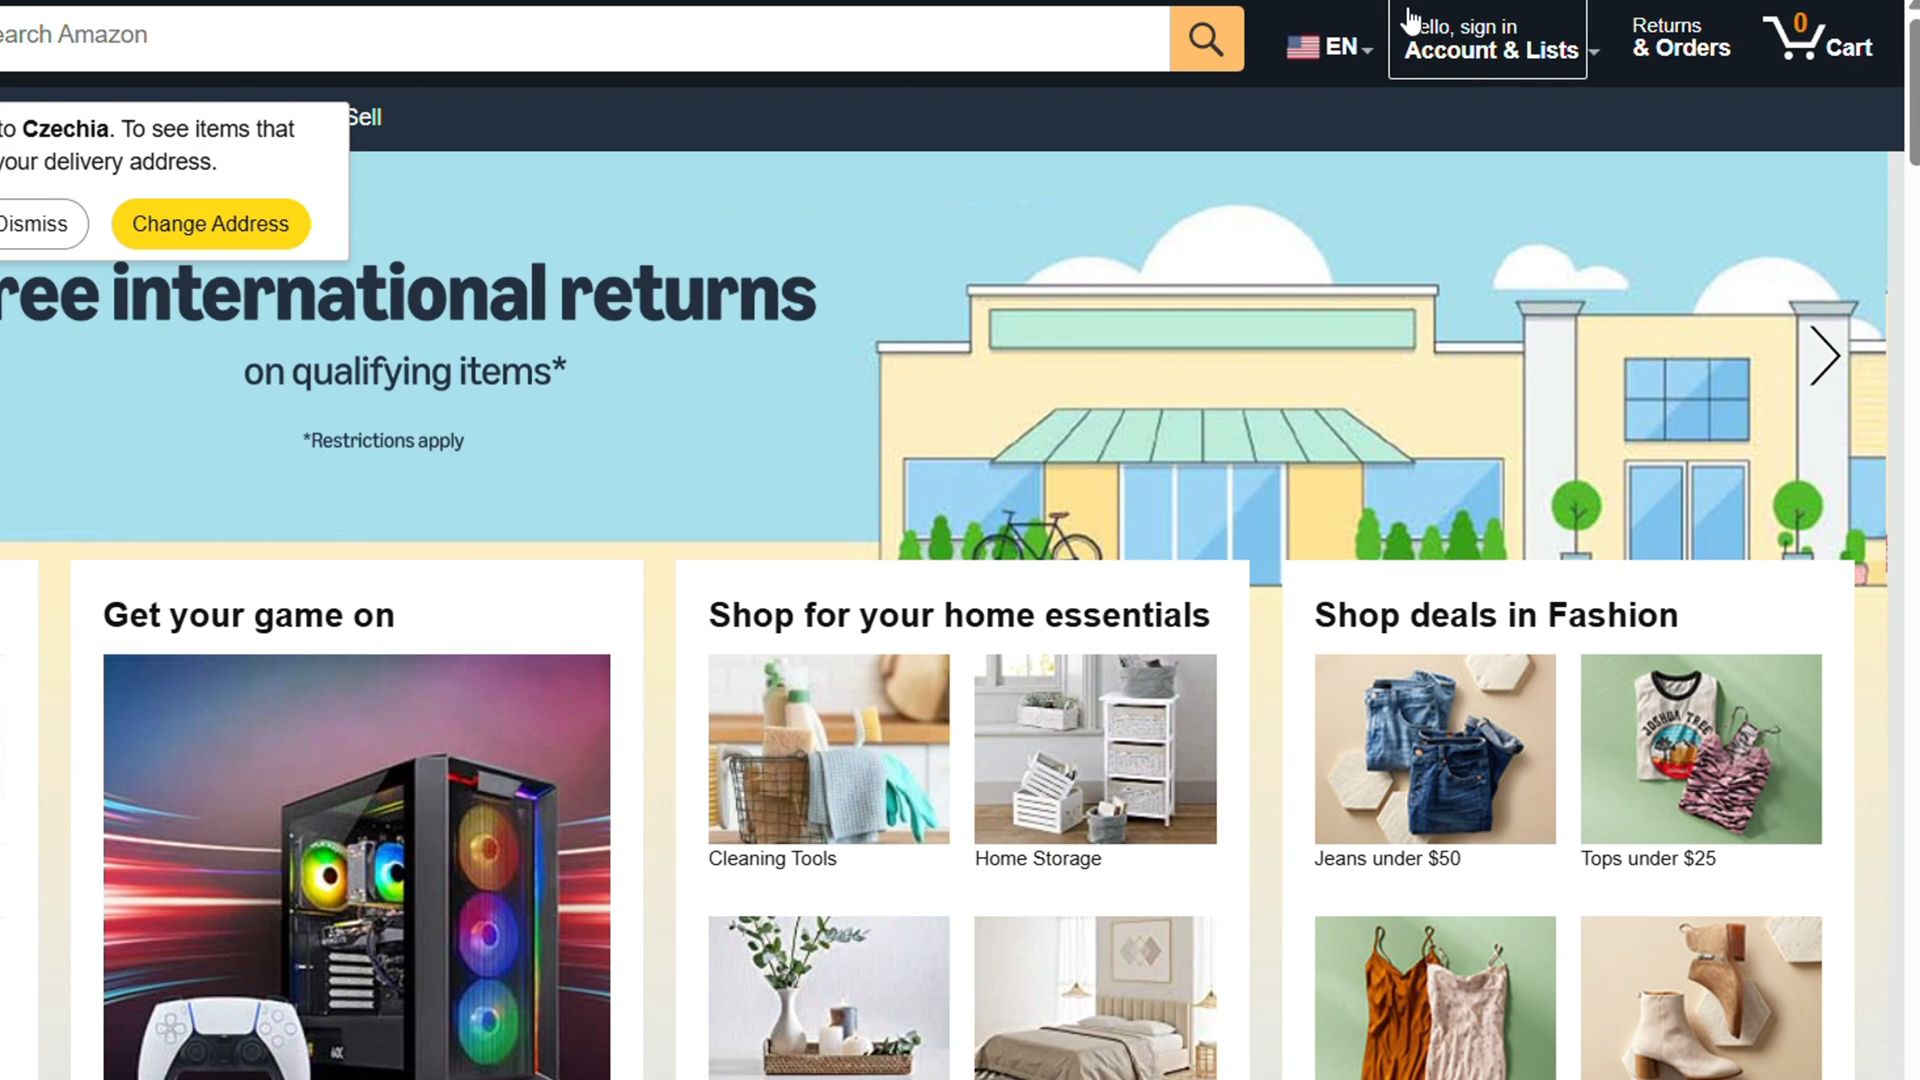 earch Amazon
EN
ello, sign in
Account & Lists
Returns
& Orders
0
Cart
to Czechia. To see items that
your delivery address.
Dismiss
Change Address
Sell
ree international returns
on qualifying items*
*Restrictions apply
Get your game on
Shop for your home essentials
Cleaning Tools
Home Storage
Shop deals in Fashion
JOSHUA TREE
Jeans under $50
Tops under $25